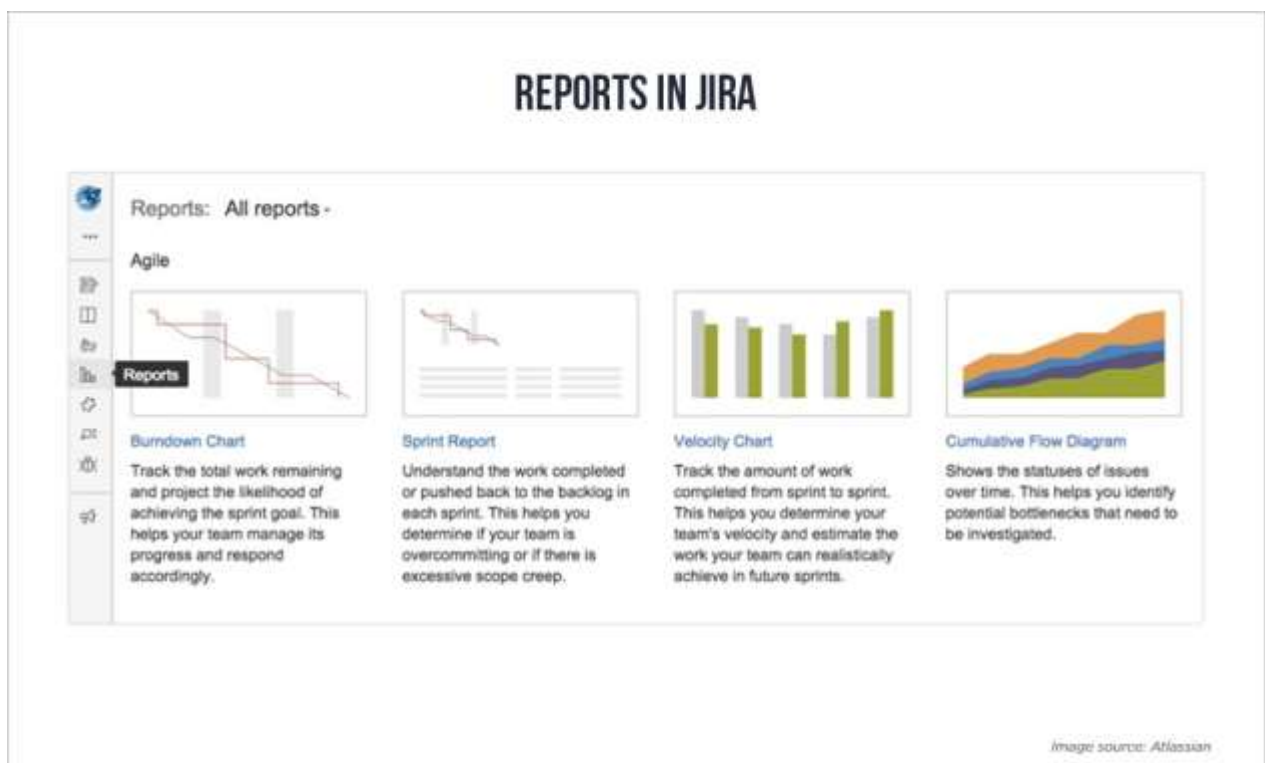 REPORTS IN JIRA
Reports: All reports -
Agile
Reports
Burndown Chart
Track the total work remaining
and project the likelihood of
achieving the sprint goal. This
helps your team manage its
progress and respond
accordingly.
Sprint Report
Understand the work completed
or pushed back to the backlog in
each sprint. This helps you
determine if your team is
overcommitting or if there is
excessive scope creep.
Velocity Chart
Track the amount of work
completed from sprint to sprint.
This helps you determine your
team's velocity and estimate the
work your team can realistically
achieve in future sprints.
Cumulative Flow Diagram
Shows the statuses of issues
over time. This helps you identify
potential bottlenecks that need to
be investigated.
Image source: Atlassian